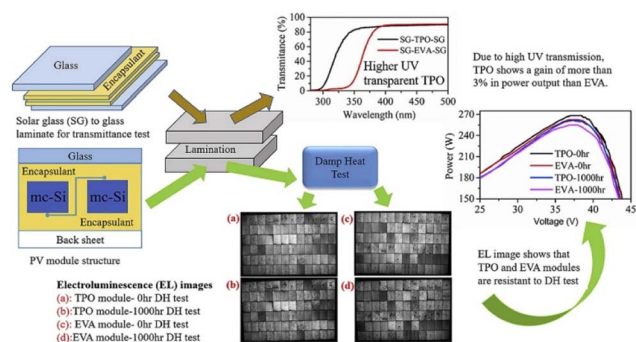 Glass
Encapsulant
Solar glass (SG) to glass
laminate for transmittance test
Glass
Encapsulant
mc-Si
mc-Si
Encapsulant
Back sheet
PV module structure
Lamination
Transmitance (%)
100
80
60
40
20
0
SG-TPO-SG
SG-EVA-SG
Higher UV
transparent TPO
300
350
400
450
500
Wavelength (nm)
Damp Heat
Test
(a)
(c)
(b)
(d)
Electroluminescence (EL) images
(a): TPO module- 0hr DH test
(b):TPO module-1000hr DH test
(c): EVA module- 0hr DH test
(d):EVA module-1000hr DH test
Due to high UV transmission,
TPO shows a gain of more than
3% in power output than EVA.
Power (W)
270
240
210
180
150
TPO-0hr
EVA-0hr
TPO-1000hr
EVA-1000hr
25
30
35
40
45
Voltage (V)
EL image shows that
TPO and EVA modules
are resistant to DH test